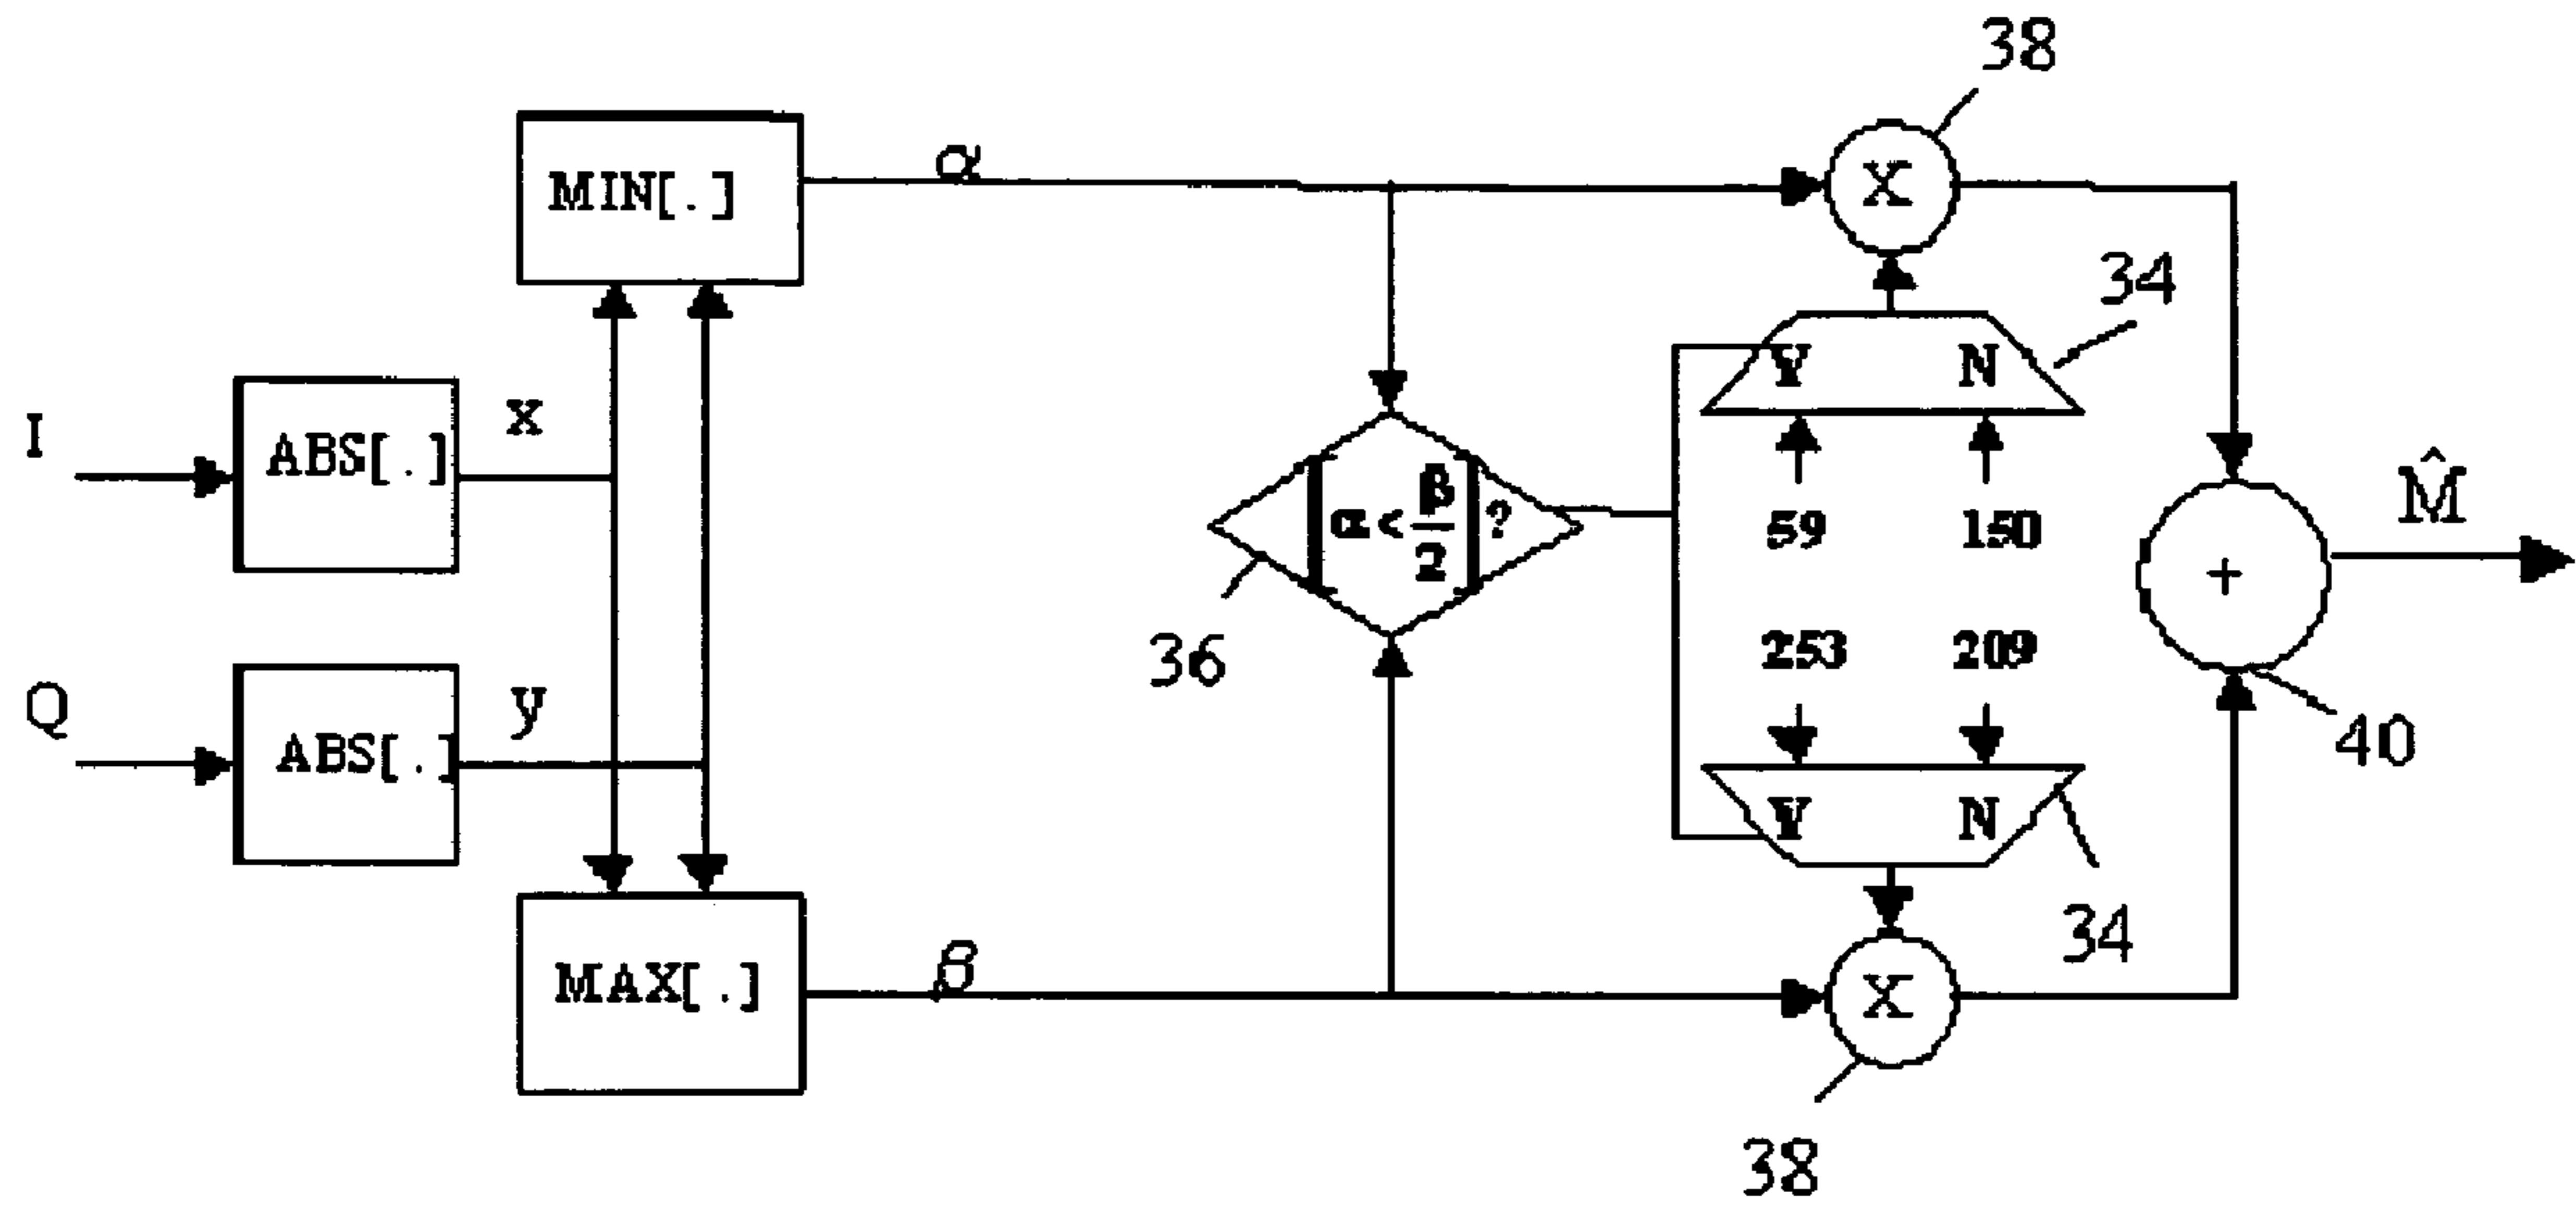 38
MIN[.]
α
X
34
Y N
I
ABS[.]
x
α < β/2 ?
59 150
M̂
+
253 209
36
Q
ABS[.]
y
40
Y N
34
MAX[.]
β
X
38